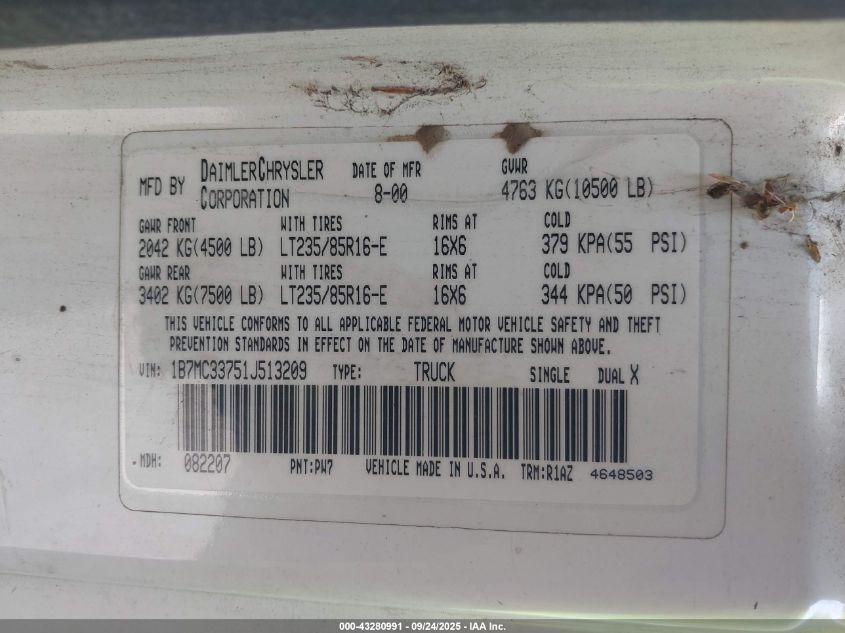 MFD BY DAIMLERCHRYSLER CORPORATION DATE OF MFR 8-00 GVWR 4763 KG(10500 LB)
GAWR FRONT WITH TIRES RIMS AT COLD
2042 KG(4500 LB) LT235/85R16-E 16X6 379 KPA(55 PSI)
GAWR REAR WITH TIRES RIMS AT COLD
3402 KG(7500 LB) LT235/85R16-E 16X6 344 KPA(50 PSI)
THIS VEHICLE CONFORMS TO ALL APPLICABLE FEDERAL MOTOR VEHICLE SAFETY AND THEFT
PREVENTION STANDARDS IN EFFECT ON THE DATE OF MANUFACTURE SHOWN ABOVE.
VIN: 1B7MC33751J513209 TYPE: TRUCK SINGLE DUAL X
MDH: 082207 PNT:PW7 VEHICLE MADE IN U.S.A. TRM:R1AZ 4648503
000-43280991 - 09/24/2025 - IAA Inc.